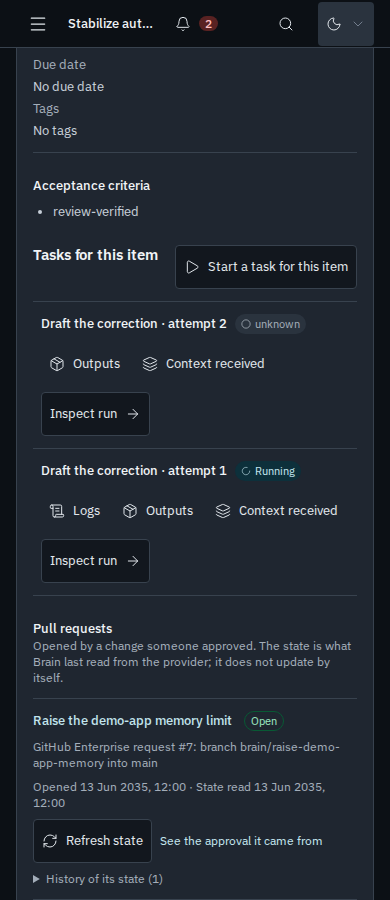 Stabilize aut...
2
Due date
No due date
Tags
No tags
Acceptance criteria
• review-verified
Tasks for this item
Start a task for this item
Draft the correction · attempt 2
unknown
Outputs
Context received
Inspect run
Draft the correction · attempt 1
Running
Logs
Outputs
Context received
Inspect run
Pull requests
Opened by a change someone approved. The state is what
Brain last read from the provider; it does not update by
itself.
Raise the demo-app memory limit
Open
GitHub Enterprise request #7: branch brain/raise-demo-
app-memory into main
Opened 13 Jun 2035, 12:00 · State read 13 Jun 2035,
12:00
Refresh state
See the approval it came from
History of its state (1)